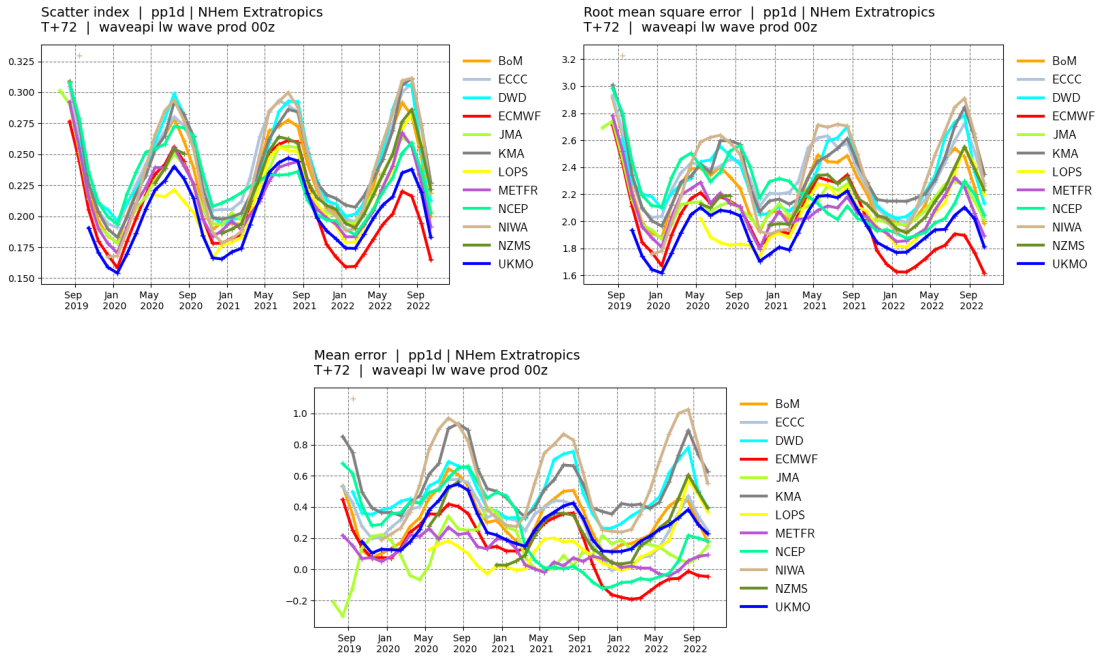 Scatter index | pp1d | NHem Extratropics
T+72 | waveapi lw wave prod 00z
0.325
0.300
0.275
0.250
0.225
0.200
0.175
0.150
Sep 2019
Jan 2020
May 2020
Sep 2020
Jan 2021
May 2021
Sep 2021
Jan 2022
May 2022
Sep 2022
BoM
ECCC
DWD
ECMWF
JMA
KMA
LOPS
METFR
NCEP
NIWA
NZMS
UKMO
Root mean square error | pp1d | NHem Extratropics
T+72 | waveapi lw wave prod 00z
3.2
3.0
2.8
2.6
2.4
2.2
2.0
1.8
1.6
Sep 2019
Jan 2020
May 2020
Sep 2020
Jan 2021
May 2021
Sep 2021
Jan 2022
May 2022
Sep 2022
BoM
ECCC
DWD
ECMWF
JMA
KMA
LOPS
METFR
NCEP
NIWA
NZMS
UKMO
Mean error | pp1d | NHem Extratropics
T+72 | waveapi lw wave prod 00z
1.0
0.8
0.6
0.4
0.2
0.0
−0.2
Sep 2019
Jan 2020
May 2020
Sep 2020
Jan 2021
May 2021
Sep 2021
Jan 2022
May 2022
Sep 2022
BoM
ECCC
DWD
ECMWF
JMA
KMA
LOPS
METFR
NCEP
NIWA
NZMS
UKMO